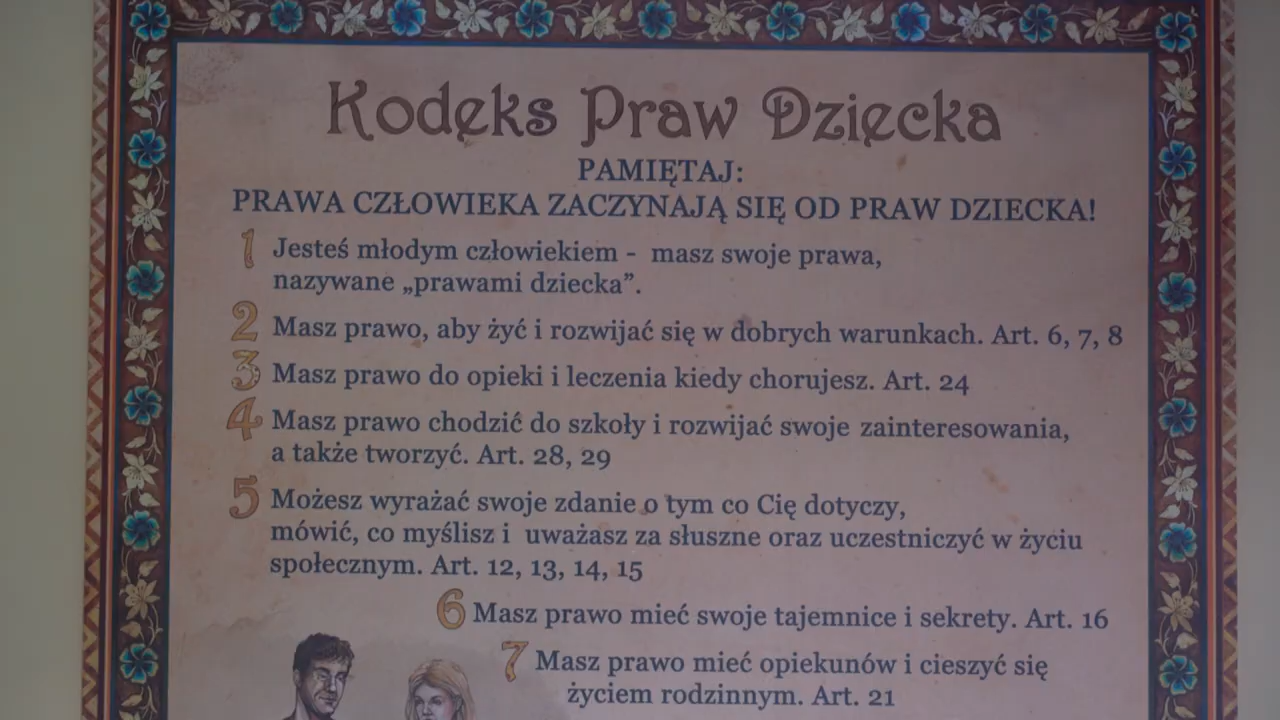 Kodeks Praw Dziecka
PAMIĘTAJ:
PRAWA CZŁOWIEKA ZACZYNAJĄ SIĘ OD PRAW DZIECKA!
1 Jesteś młodym człowiekiem - masz swoje prawa,
nazywane „prawami dziecka”.
2 Masz prawo, aby żyć i rozwijać się w dobrych warunkach. Art. 6, 7, 8
3 Masz prawo do opieki i leczenia kiedy chorujesz. Art. 24
4 Masz prawo chodzić do szkoły i rozwijać swoje zainteresowania,
a także tworzyć. Art. 28, 29
5 Możesz wyrażać swoje zdanie o tym co Cię dotyczy,
mówić, co myślisz i uważasz za słuszne oraz uczestniczyć w życiu
społecznym. Art. 12, 13, 14, 15
6 Masz prawo mieć swoje tajemnice i sekrety. Art. 16
7 Masz prawo mieć opiekunów i cieszyć się
życiem rodzinnym. Art. 21